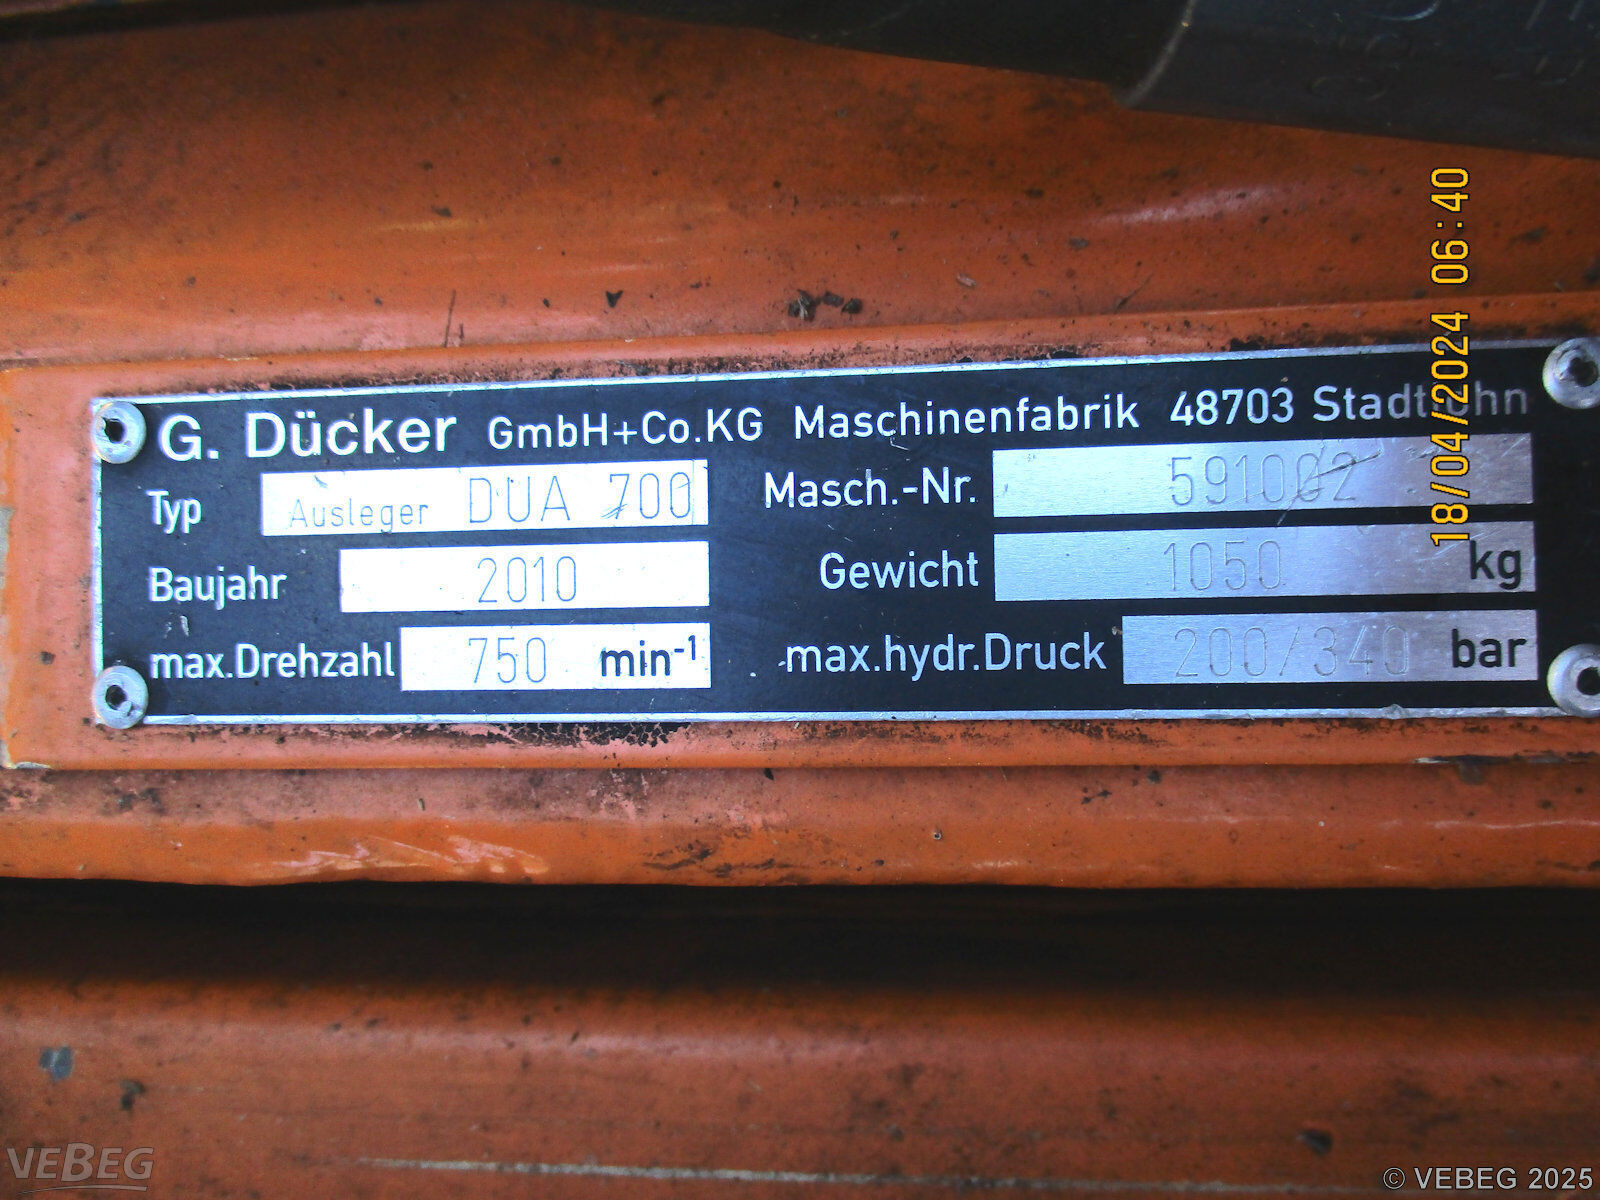 G. Dücker GmbH+Co.KG Maschinenfabrik 48703 Stadtlohn
Typ Ausleger DUA 700 Masch.-Nr. 591002
Baujahr 2010 Gewicht 1050 kg
max.Drehzahl 750 min-1 max.hydr.Druck 200/340 bar
18/04/2024 06:40
VEBEG
© VEBEG 2025